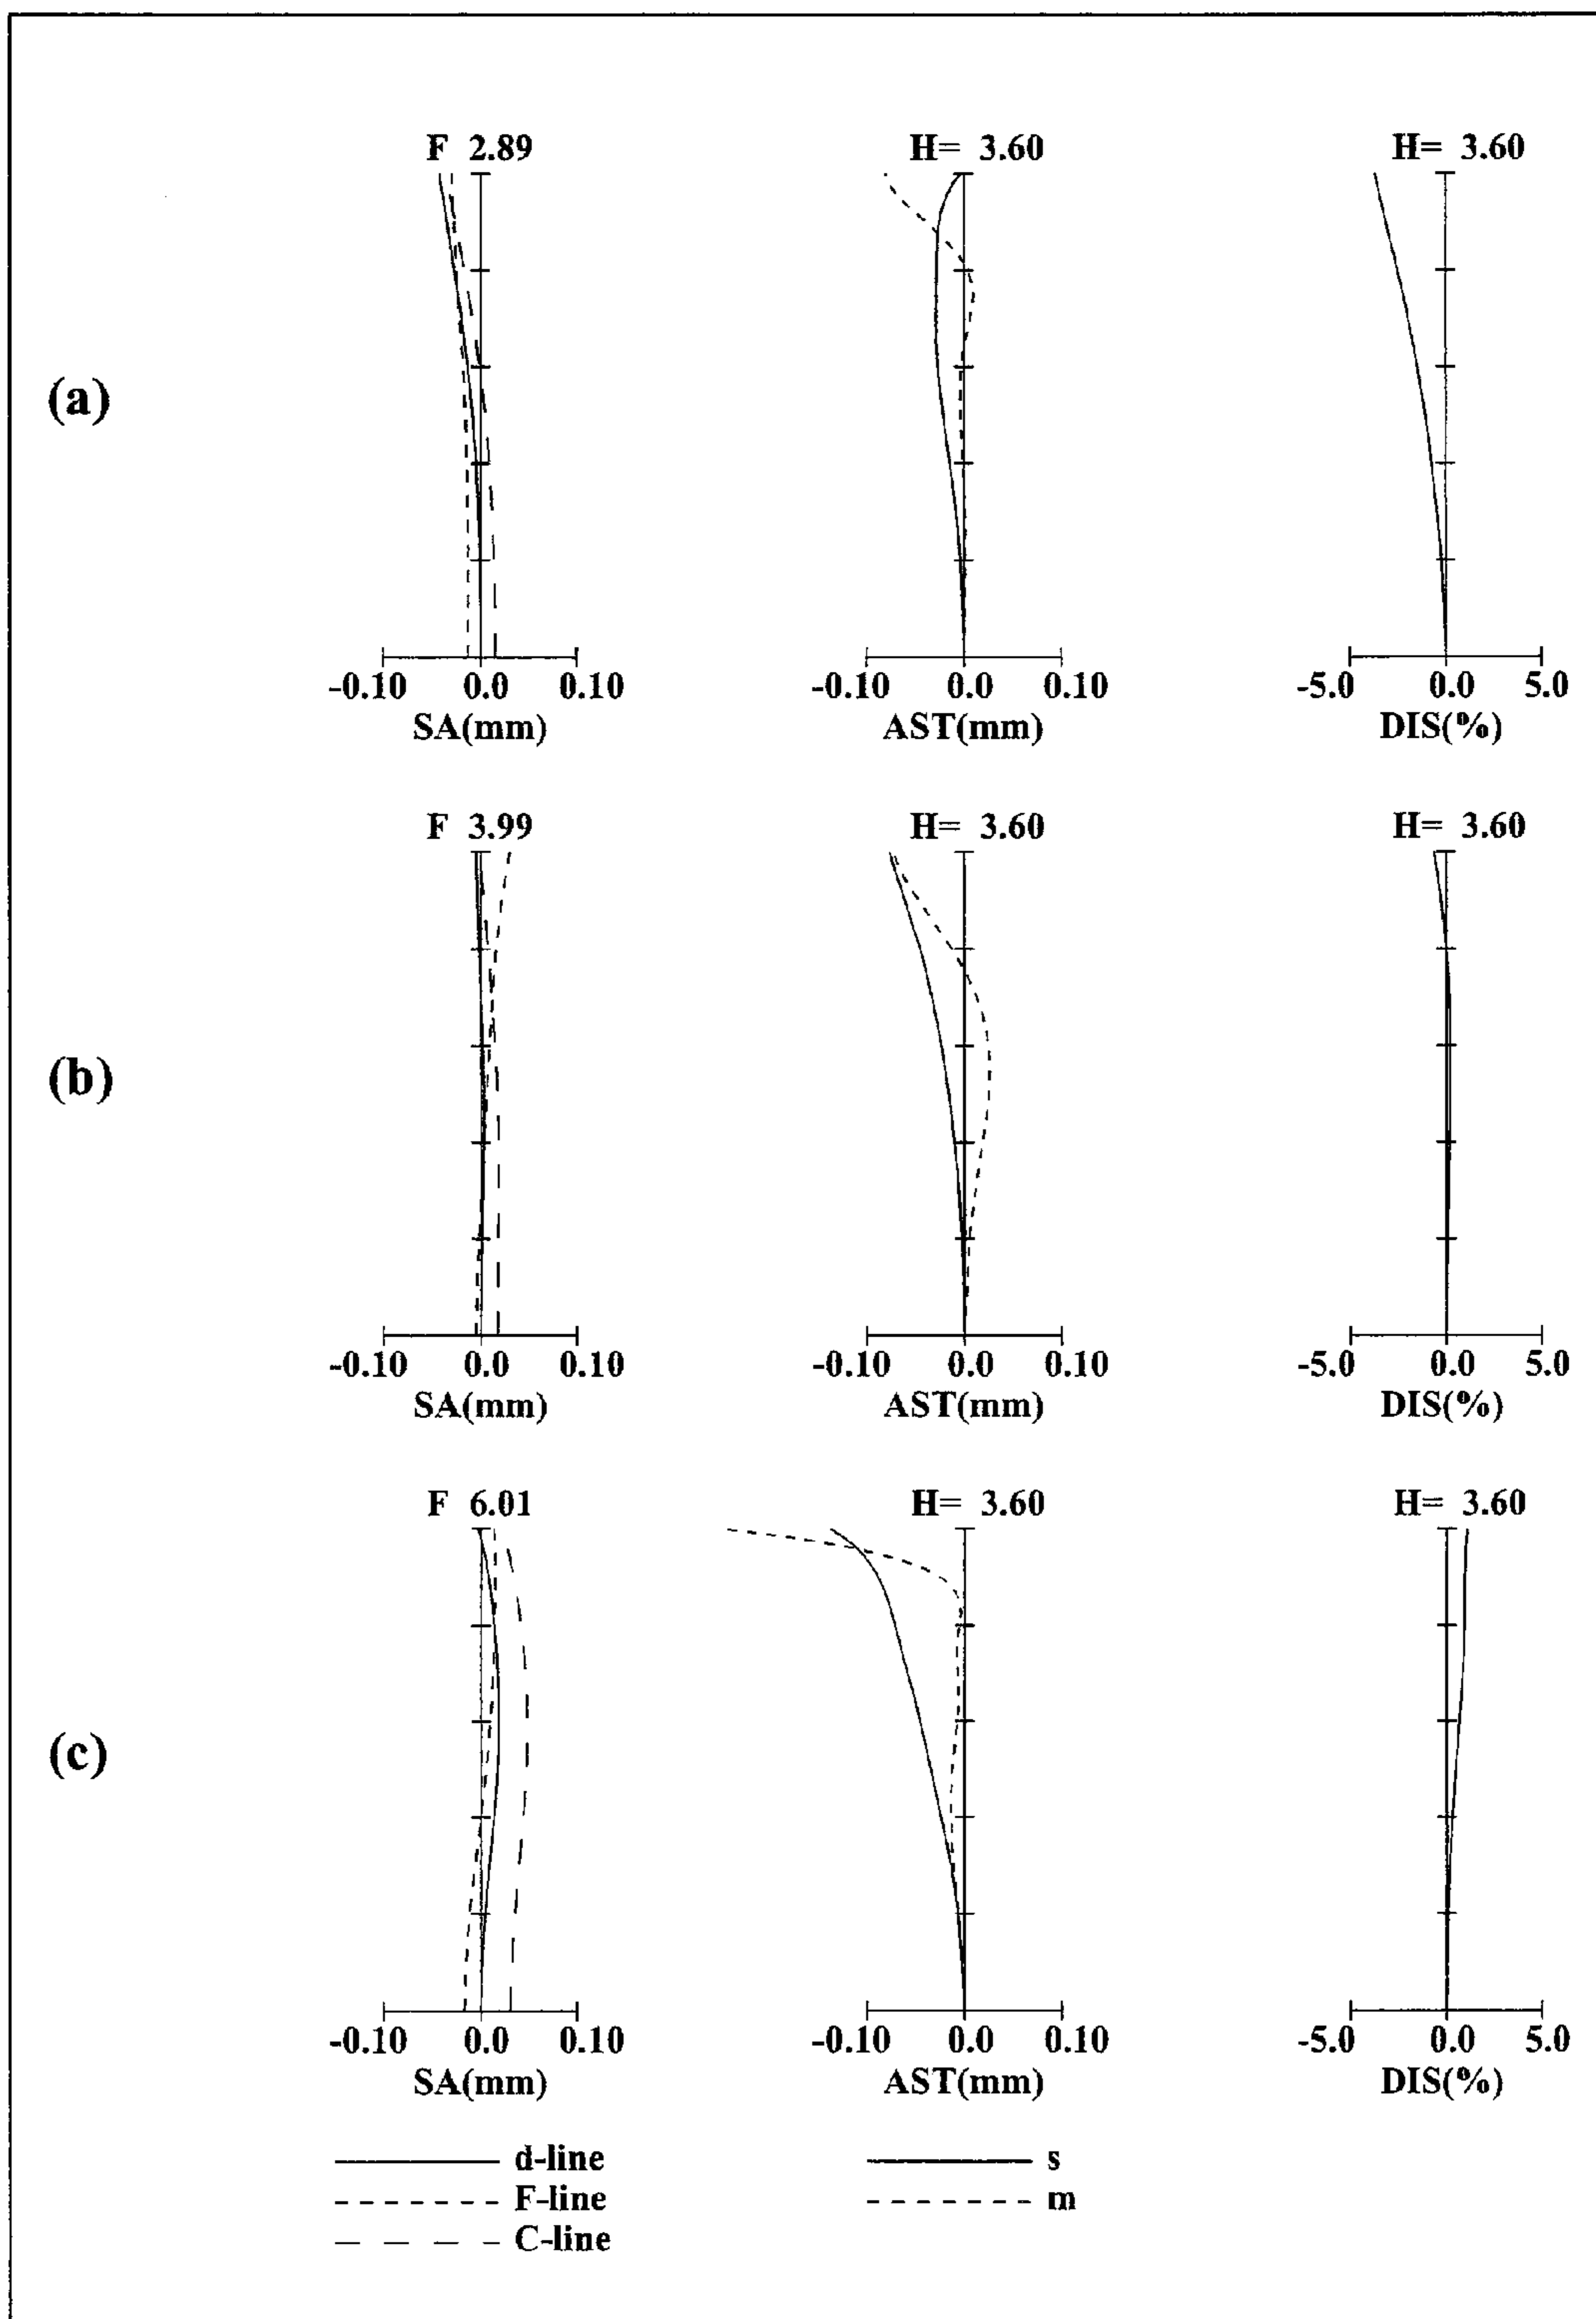 F 2.89
H= 3.60
H= 3.60
(a)
-0.10 0.0 0.10
SA(mm)
-0.10 0.0 0.10
AST(mm)
-5.0 0.0 5.0
DIS(%)
F 3.99
H= 3.60
H= 3.60
(b)
-0.10 0.0 0.10
SA(mm)
-0.10 0.0 0.10
AST(mm)
-5.0 0.0 5.0
DIS(%)
F 6.01
H= 3.60
H= 3.60
(c)
-0.10 0.0 0.10
SA(mm)
-0.10 0.0 0.10
AST(mm)
-5.0 0.0 5.0
DIS(%)
d-line
F-line
C-line
s
m